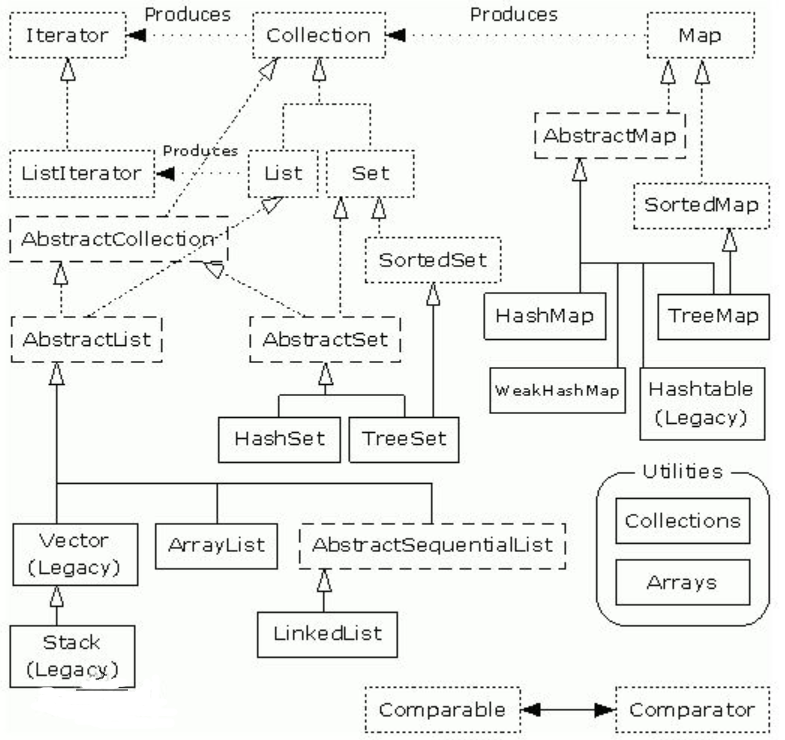 Produces
Produces
Iterator
Collection
Map
AbstractMap
Produces
ListIterator
List
Set
SortedMap
AbstractCollection
SortedSet
HashMap
TreeMap
AbstractList
AbstractSet
WeakHashMap
Hashtable
(Legacy)
HashSet
TreeSet
Utilities
Collections
Vector
(Legacy)
ArrayList
AbstractSequentialList
Arrays
LinkedList
Stack
(Legacy)
Comparable
Comparator